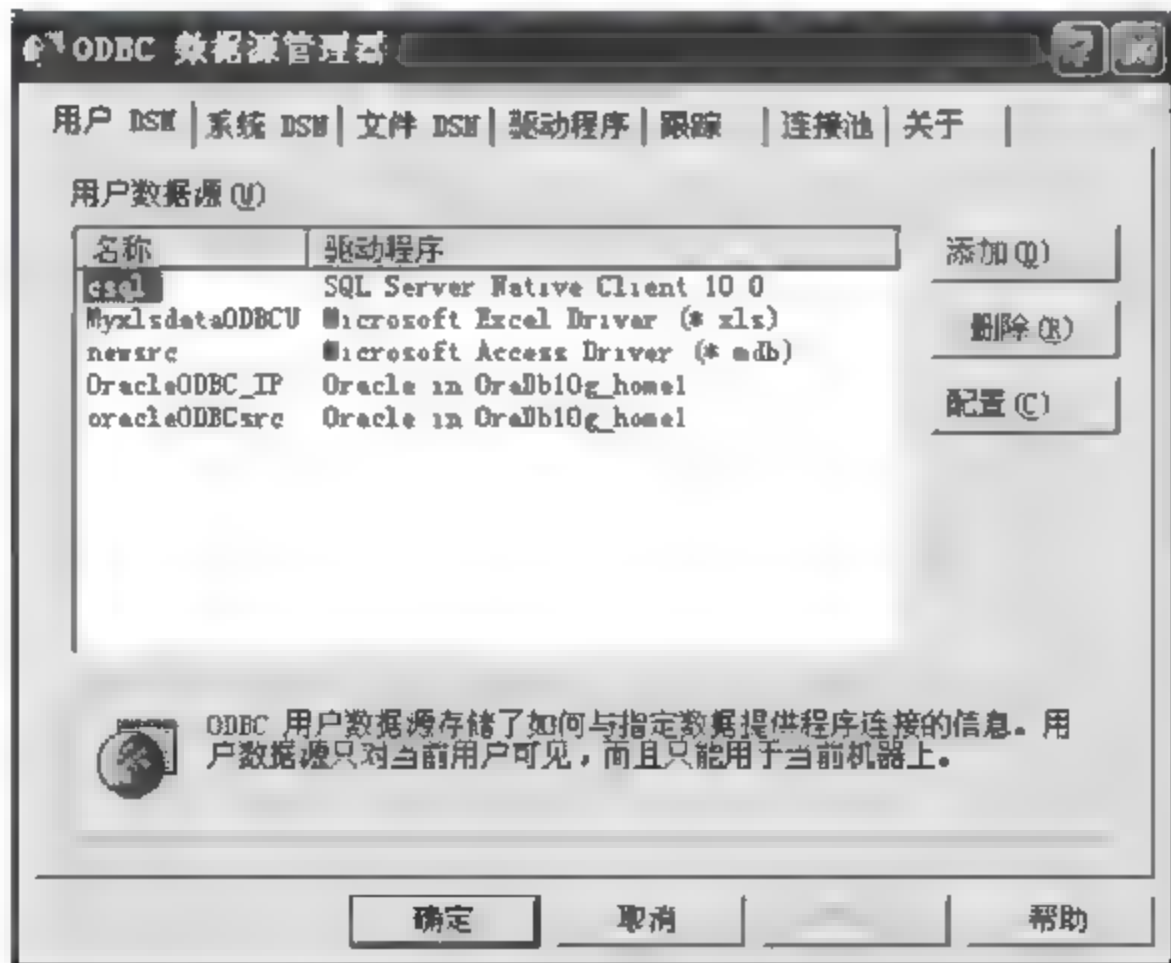 ODBC 数据源管理器
用户 DSN 系统 DSN 文件 DSN 驱动程序 跟踪 连接池 关于
用户数据源(U)
名称 驱动程序
csql SQL Server Native Client 10 0
MyxlsdataODBCU Microsoft Excel Driver (* xls)
newsrc Microsoft Access Driver (* mdb)
OracleODBC_IP Oracle in OraDb10g_home1
oracleODBCsrc Oracle in OraDb10g_home1
添加(D)
删除(R)
配置(C)
ODBC 用户数据源存储了如何与指定数据提供程序连接的信息。用
户数据源只对当前用户可见，而且只能用于当前机器上。
确定 取消 帮助